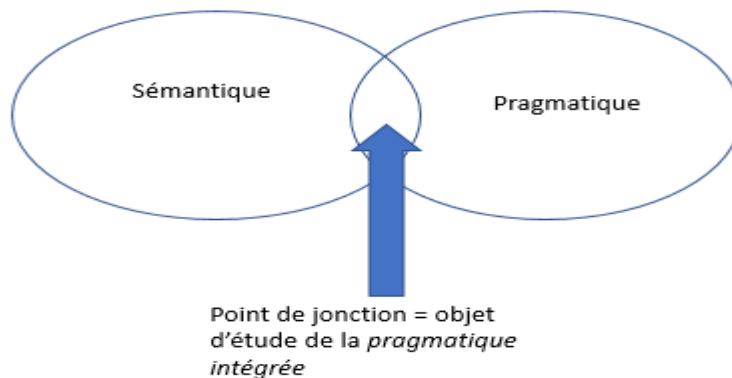 Sémantique
Pragmatique
Point de jonction = objet
d'étude de la pragmatique
intégrée